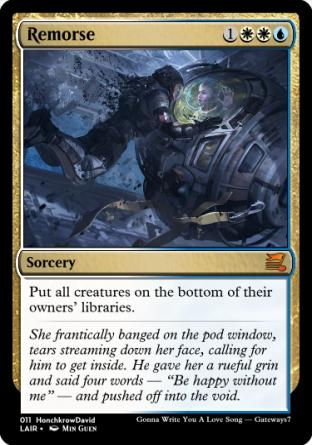 Remorse 1
Sorcery
Put all creatures on the bottom of their
owners' libraries.
She frantically banged on the pod window,
tears streaming down her face, calling for
him to get inside. He gave her a rueful grin
and said four words — “Be happy without
me” — and pushed off into the void.
011 HonchkrowDavid
Gonna Write You A Love Song — Gateways7
LAIR • Min Guen